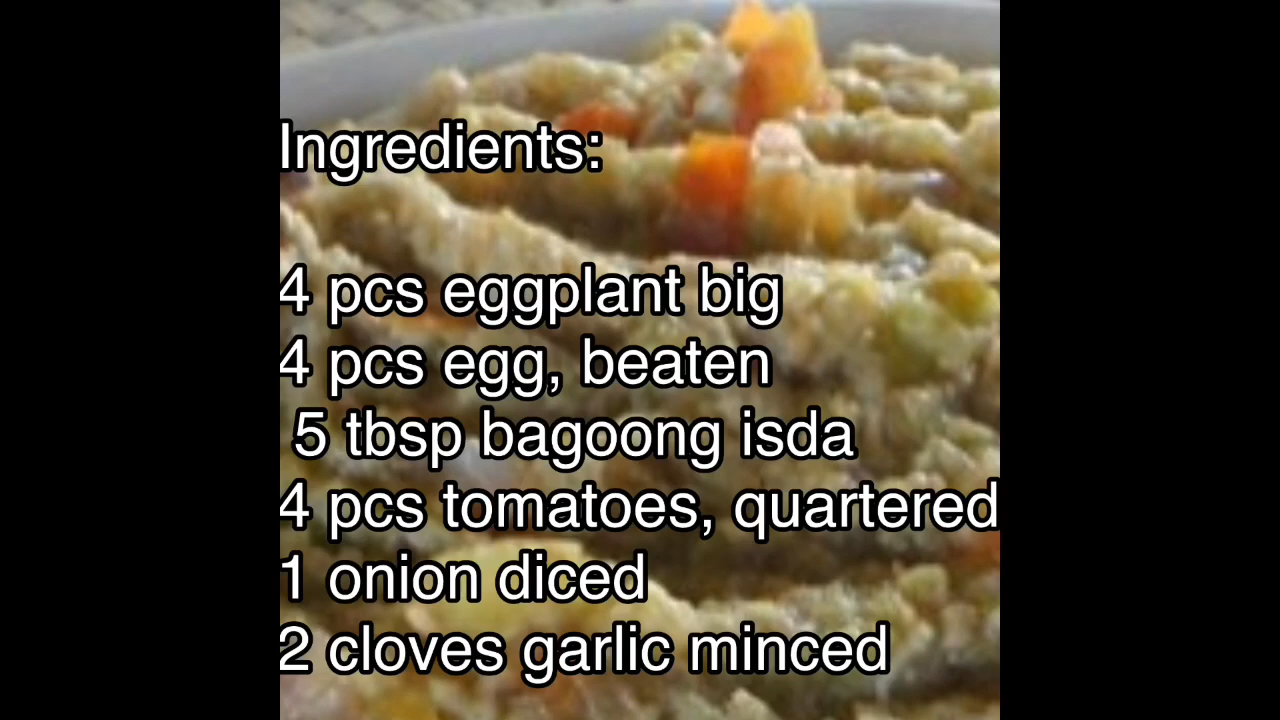 Ingredients:
4 pcs eggplant big
4 pcs egg, beaten
5 tbsp bagoong isda
4 pcs tomatoes, quartered
1 onion diced
2 cloves garlic minced